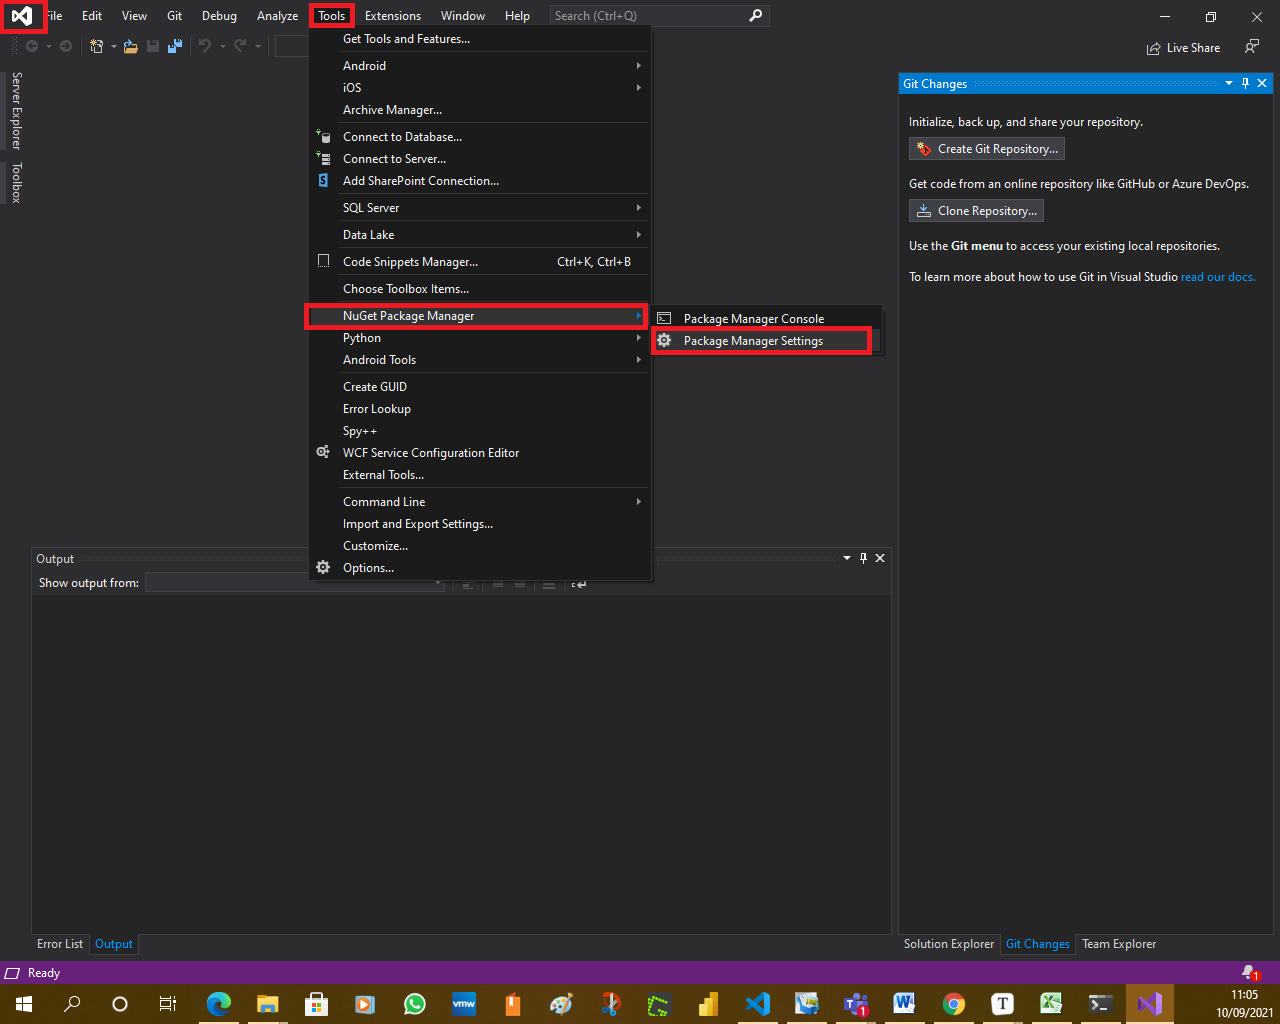 File Edit View Git Debug Analyze Tools Extensions Window Help Search (Ctrl+Q)
Live Share
Server Explorer
Toolbox
Get Tools and Features...
Android
iOS
Archive Manager...
Connect to Database...
Connect to Server...
Add SharePoint Connection...
SQL Server
Data Lake
Code Snippets Manager... Ctrl+K, Ctrl+B
Choose Toolbox Items...
NuGet Package Manager
Python
Android Tools
Create GUID
Error Lookup
Spy++
WCF Service Configuration Editor
External Tools...
Command Line
Import and Export Settings...
Customize...
Options...
Package Manager Console
Package Manager Settings
Git Changes
Initialize, back up, and share your repository.
Create Git Repository...
Get code from an online repository like GitHub or Azure DevOps.
Clone Repository...
Use the Git menu to access your existing local repositories.
To learn more about how to use Git in Visual Studio read our docs.
Output
Show output from:
Error List Output
Solution Explorer Git Changes Team Explorer
Ready
1
vmw
1
11:05
10/09/2021